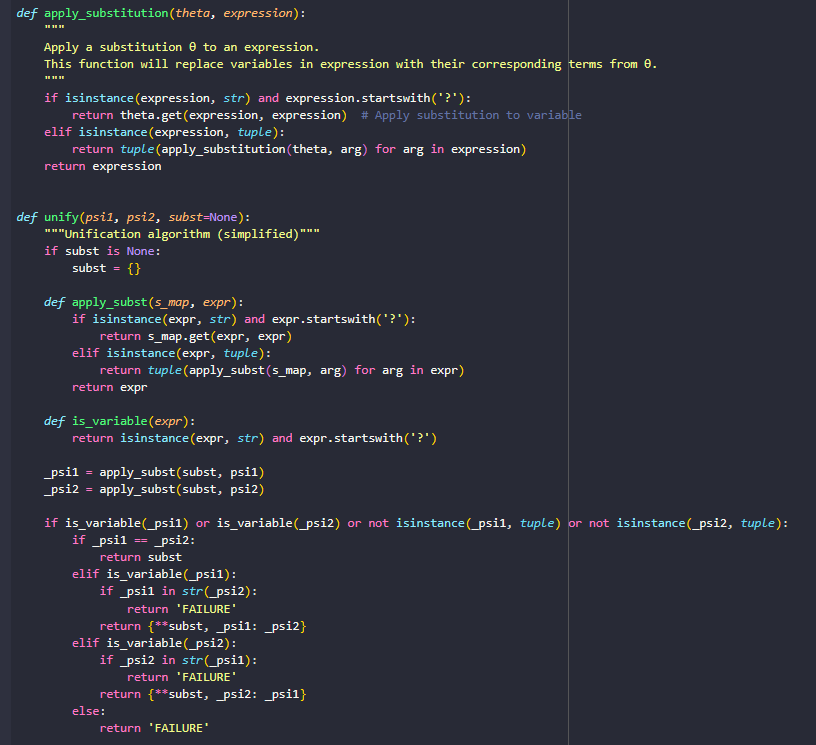 def apply_substitution(theta, expression):
    """
    Apply a substitution θ to an expression.
    This function will replace variables in expression with their corresponding terms from θ.
    """
    if isinstance(expression, str) and expression.startswith('?'):
        return theta.get(expression, expression)  # Apply substitution to variable
    elif isinstance(expression, tuple):
        return tuple(apply_substitution(theta, arg) for arg in expression)
    return expression
def unify(psi1, psi2, subst=None):
    """Unification algorithm (simplified)"""
    if subst is None:
        subst = {}
    def apply_subst(s_map, expr):
        if isinstance(expr, str) and expr.startswith('?'):
            return s_map.get(expr, expr)
        elif isinstance(expr, tuple):
            return tuple(apply_subst(s_map, arg) for arg in expr)
        return expr
    def is_variable(expr):
        return isinstance(expr, str) and expr.startswith('?')
    _psi1 = apply_subst(subst, psi1)
    _psi2 = apply_subst(subst, psi2)
    if is_variable(_psi1) or is_variable(_psi2) or not isinstance(_psi1, tuple) or not isinstance(_psi2, tuple):
        if _psi1 == _psi2:
            return subst
        elif is_variable(_psi1):
            if _psi1 in str(_psi2):
                return 'FAILURE'
            return {**subst, _psi1: _psi2}
        elif is_variable(_psi2):
            if _psi2 in str(_psi1):
                return 'FAILURE'
            return {**subst, _psi2: _psi1}
        else:
            return 'FAILURE'